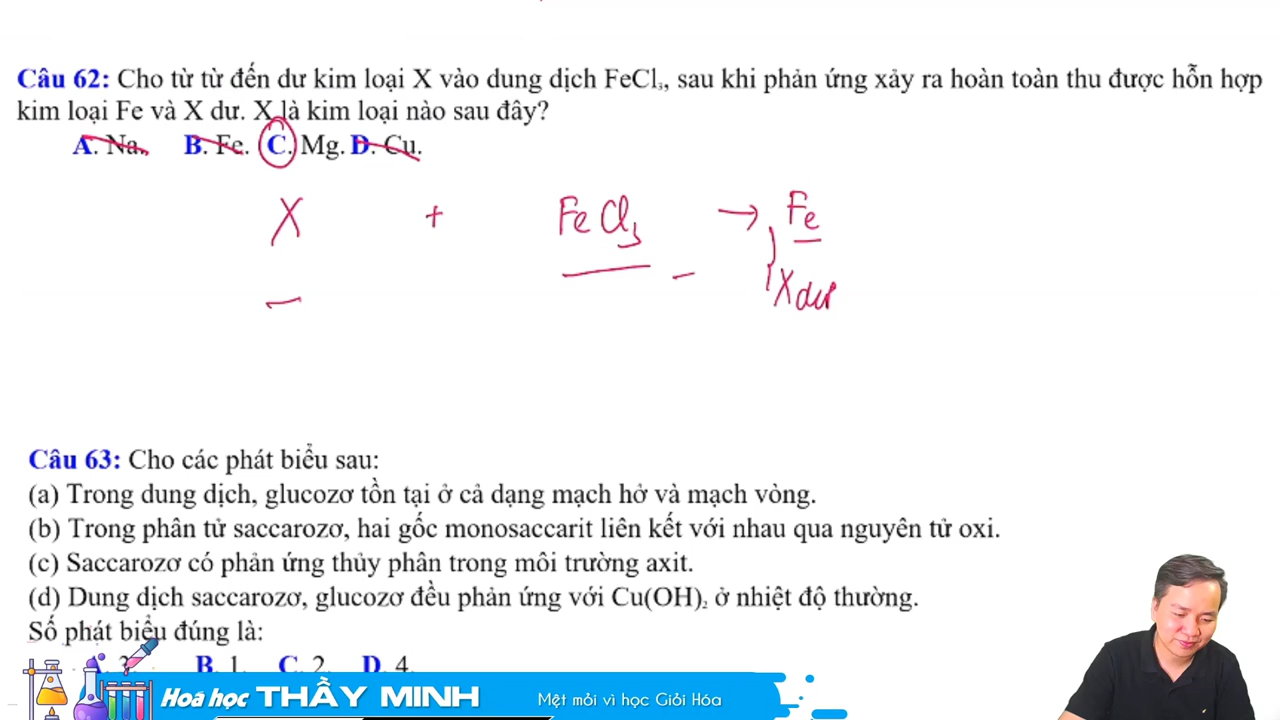 Câu 62: Cho từ từ đến dư kim loại X vào dung dịch FeCl₃, sau khi phản ứng xảy ra hoàn toàn thu được hỗn hợp
kim loại Fe và X dư. X là kim loại nào sau đây?
A. Na. B. Fe. C. Mg. D. Cu.
X + FeCl₃ → Fe
X dư
Câu 63: Cho các phát biểu sau:
(a) Trong dung dịch, glucozơ tồn tại ở cả dạng mạch hở và mạch vòng.
(b) Trong phân tử saccarozơ, hai gốc monosaccarit liên kết với nhau qua nguyên tử oxi.
(c) Saccarozơ có phản ứng thủy phân trong môi trường axit.
(d) Dung dịch saccarozơ, glucozơ đều phản ứng với Cu(OH)₂ ở nhiệt độ thường.
Số phát biểu đúng là:
B. 1. C. 2. D. 4.
Hoá học THẦY MINH Mệt mỏi vì học Giỏi Hóa